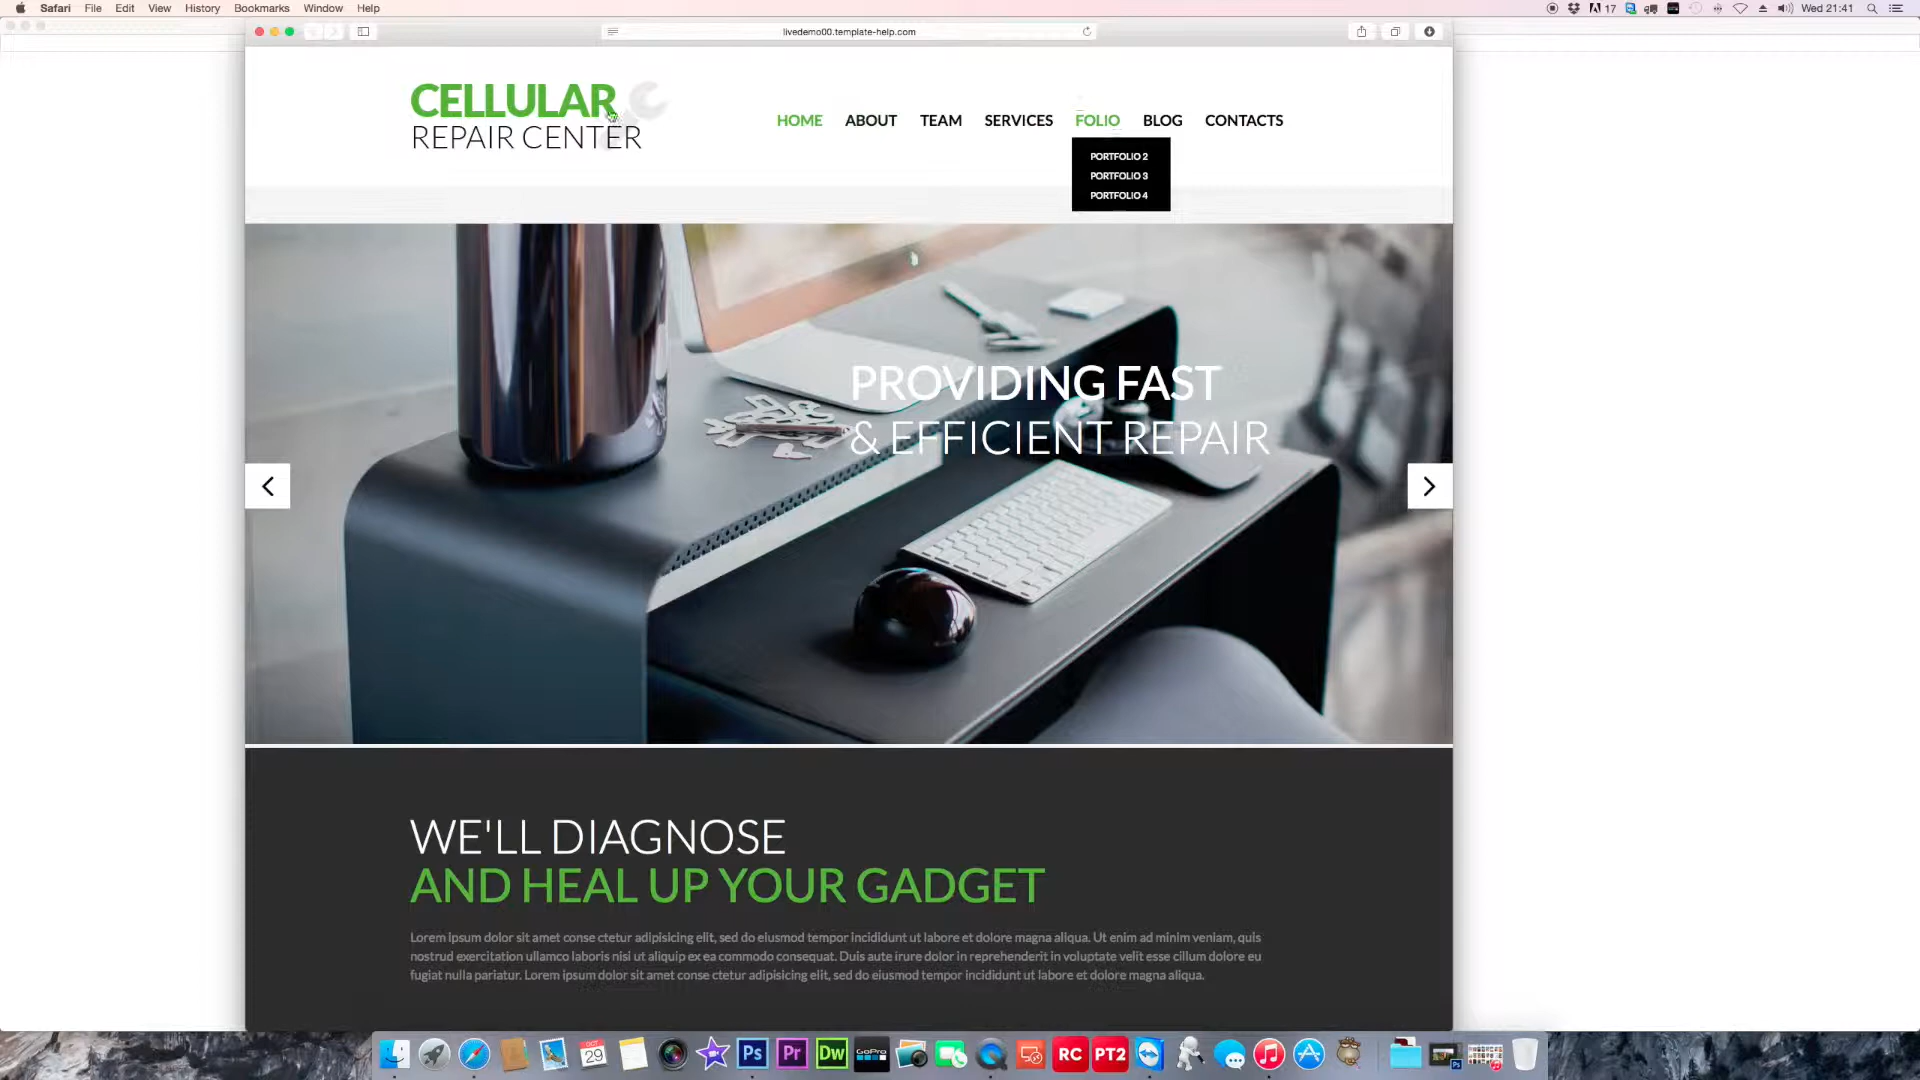 Safari File Edit View History Bookmarks Window Help
17 Wed 21:41
livedemo00.template-help.com
CELLULAR
REPAIR CENTER
HOME ABOUT TEAM SERVICES FOLIO BLOG CONTACTS
PORTFOLIO 2
PORTFOLIO 3
PORTFOLIO 4
PROVIDING FAST
& EFFICIENT REPAIR
WE'LL DIAGNOSE
AND HEAL UP YOUR GADGET
Lorem ipsum dolor sit amet conse ctetur adipisicing elit, sed do eiusmod tempor incididunt ut labore et dolore magna aliqua. Ut enim ad minim veniam, quis
nostrud exercitation ullamco laboris nisi ut aliquip ex ea commodo consequat. Duis aute irure dolor in reprehenderit in voluptate velit esse cillum dolore eu
fugiat nulla pariatur. Lorem ipsum dolor sit amet conse ctetur adipisicing elit, sed do eiusmod tempor incididunt ut labore et dolore magna aliqua.
OCT
29
Ps Pr Dw GoPro RC PT2